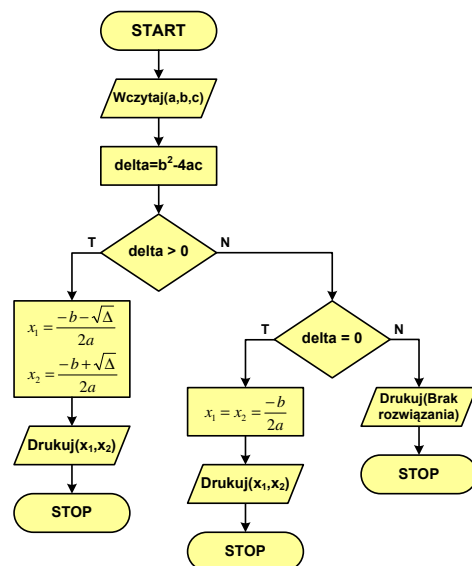 START
Wczytaj(a,b,c)
delta=b²-4ac
T
delta > 0
N
x₁ = (-b - √Δ) / 2a
x₂ = (-b + √Δ) / 2a
Drukuj(x₁,x₂)
STOP
T
delta = 0
N
x₁ = x₂ = -b / 2a
Drukuj(x₁,x₂)
STOP
Drukuj(Brak
rozwiązania)
STOP